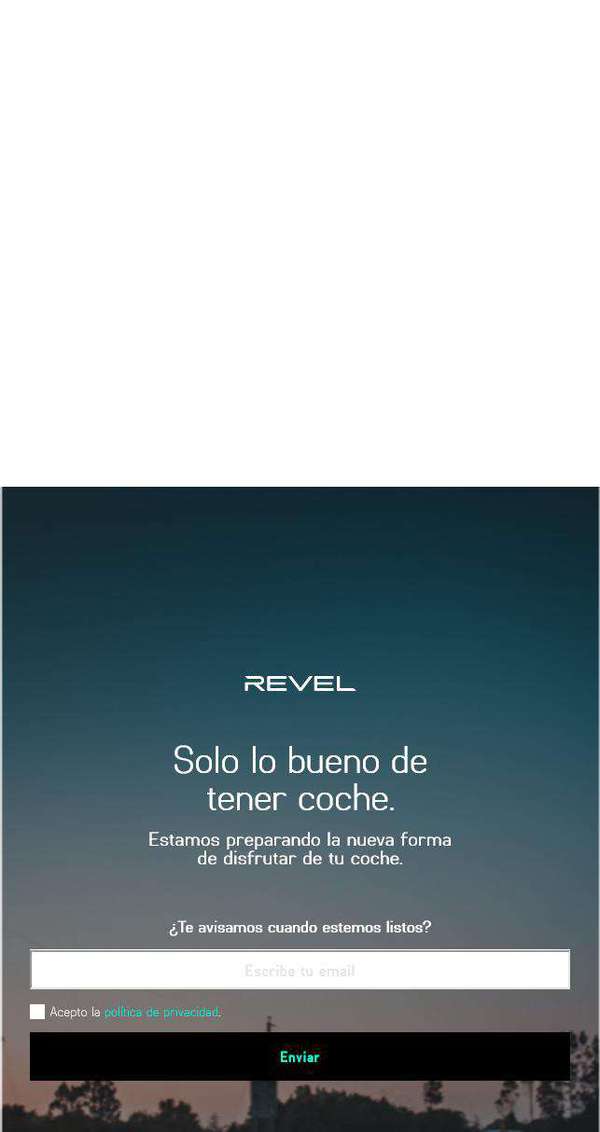 REVEL
Solo lo bueno de
tener coche.
Estamos preparando la nueva forma
de disfrutar de tu coche.
¿Te avisamos cuando estemos listos?
Escribe tu email
Acepto la política de privacidad.
Enviar